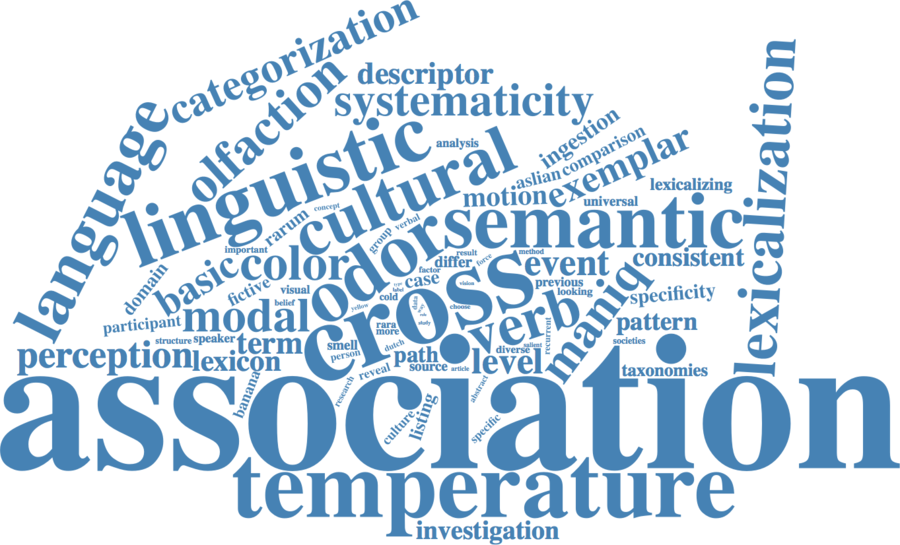 categorization
descriptor
olfaction
systematicity
language
linguistic
analysis
ingestion
cultural
aslian
comparison
lexicalization
motion
exemplar
lexicalizing
universal
concept
rarum
group
verbal
odor
semantic
important
domain
basic
color
result
method
differ
force
event
consistent
factor
fictive
visual
case
vision
previous
maniq
cold
label
looking
specificity
belief
yellow
data
choose
modal
cross
verb
participant
rara
study
recurrent
pattern
more
structure
speaker
term
smell
dutch
salient
societies
perception
lexicon
person
path
diverse
source
article
level
reveal
taxonomies
banana
research
abstract
association
culture
listing
specific
temperature
investigation